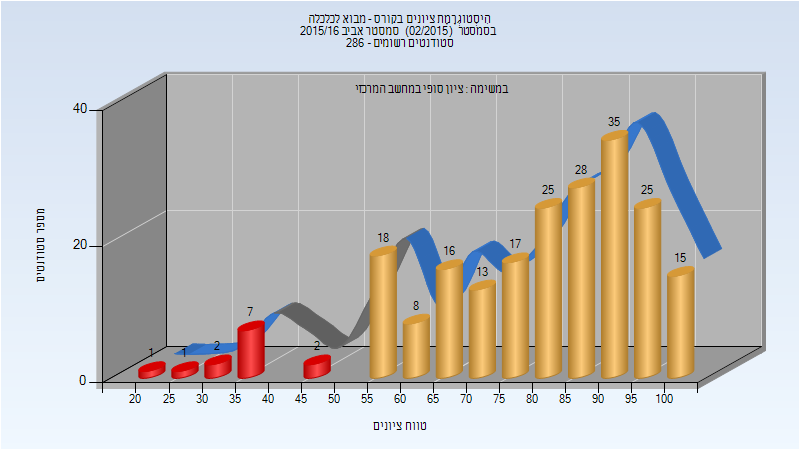 היסטוגרמת ציונים בקורס - מבוא לכלכלה
בסמסטר (02/2015) סמסטר אביב 2015/16
סטודנטים רשומים - 286
במשימה : ציון סופי במחשב המרכזי
מספר סטודנטים
40
20
0
1
1
2
7
2
18
8
16
13
17
25
28
35
25
15
20 25 30 35 40 45 50 55 60 65 70 75 80 85 90 95 100
טווח ציונים